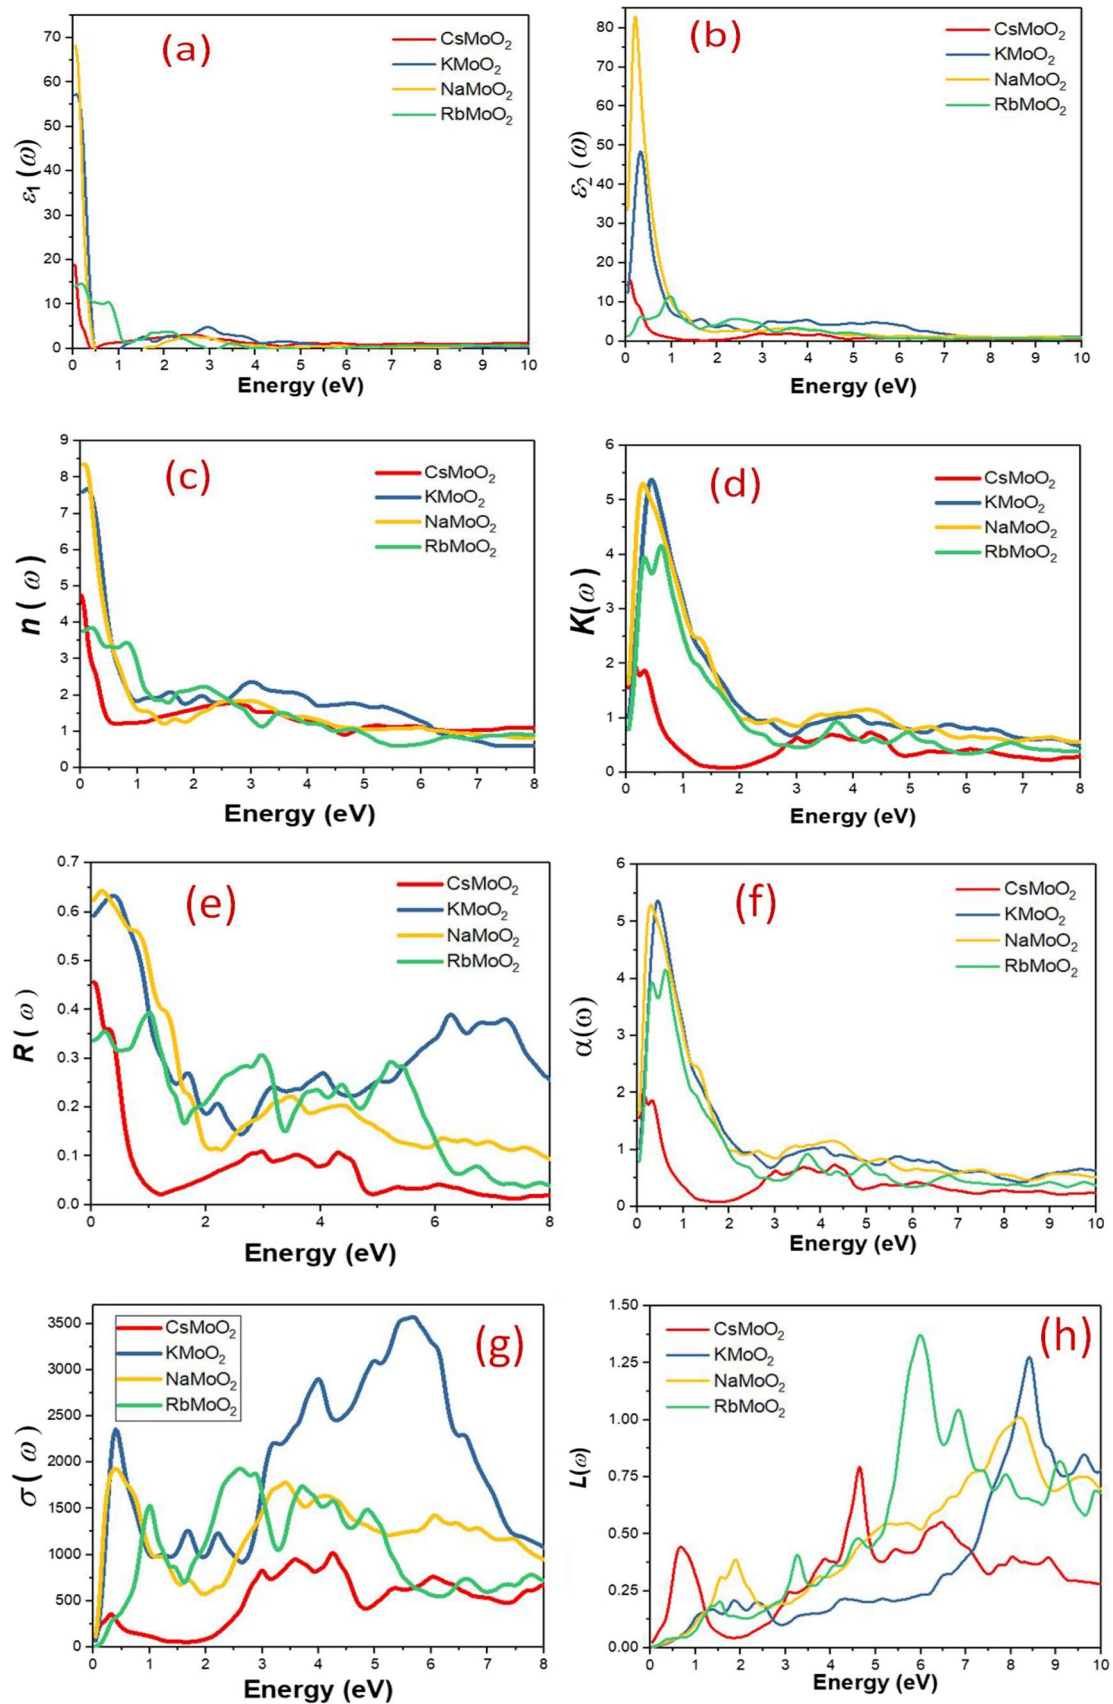 (a)
CsMoO₂
KMoO₂
NaMoO₂
RbMoO₂
ε₁ (ω)
70
60
50
40
30
20
10
0
0 1 2 3 4 5 6 7 8 9 10
Energy (eV)
(b)
CsMoO₂
KMoO₂
NaMoO₂
RbMoO₂
ε₂ (ω)
80
70
60
50
40
30
20
10
0
0 1 2 3 4 5 6 7 8 9 10
Energy (eV)
(c)
CsMoO₂
KMoO₂
NaMoO₂
RbMoO₂
n ( ω )
9
8
7
6
5
4
3
2
1
0
0 1 2 3 4 5 6 7 8
Energy (eV)
(d)
CsMoO₂
KMoO₂
NaMoO₂
RbMoO₂
K(ω)
6
5
4
3
2
1
0
0 1 2 3 4 5 6 7 8
Energy (eV)
(e)
CsMoO₂
KMoO₂
NaMoO₂
RbMoO₂
R ( ω )
0.7
0.6
0.5
0.4
0.3
0.2
0.1
0.0
0 2 4 6 8
Energy (eV)
(f)
CsMoO₂
KMoO₂
NaMoO₂
RbMoO₂
α(ω)
6
5
4
3
2
1
0
0 1 2 3 4 5 6 7 8 9 10
Energy (eV)
(g)
CsMoO₂
KMoO₂
NaMoO₂
RbMoO₂
σ ( ω )
3500
3000
2500
2000
1500
1000
500
0
0 1 2 3 4 5 6 7 8
Energy (eV)
(h)
CsMoO₂
KMoO₂
NaMoO₂
RbMoO₂
L(ω)
1.50
1.25
1.00
0.75
0.50
0.25
0.00
0 1 2 3 4 5 6 7 8 9 10
Energy (eV)